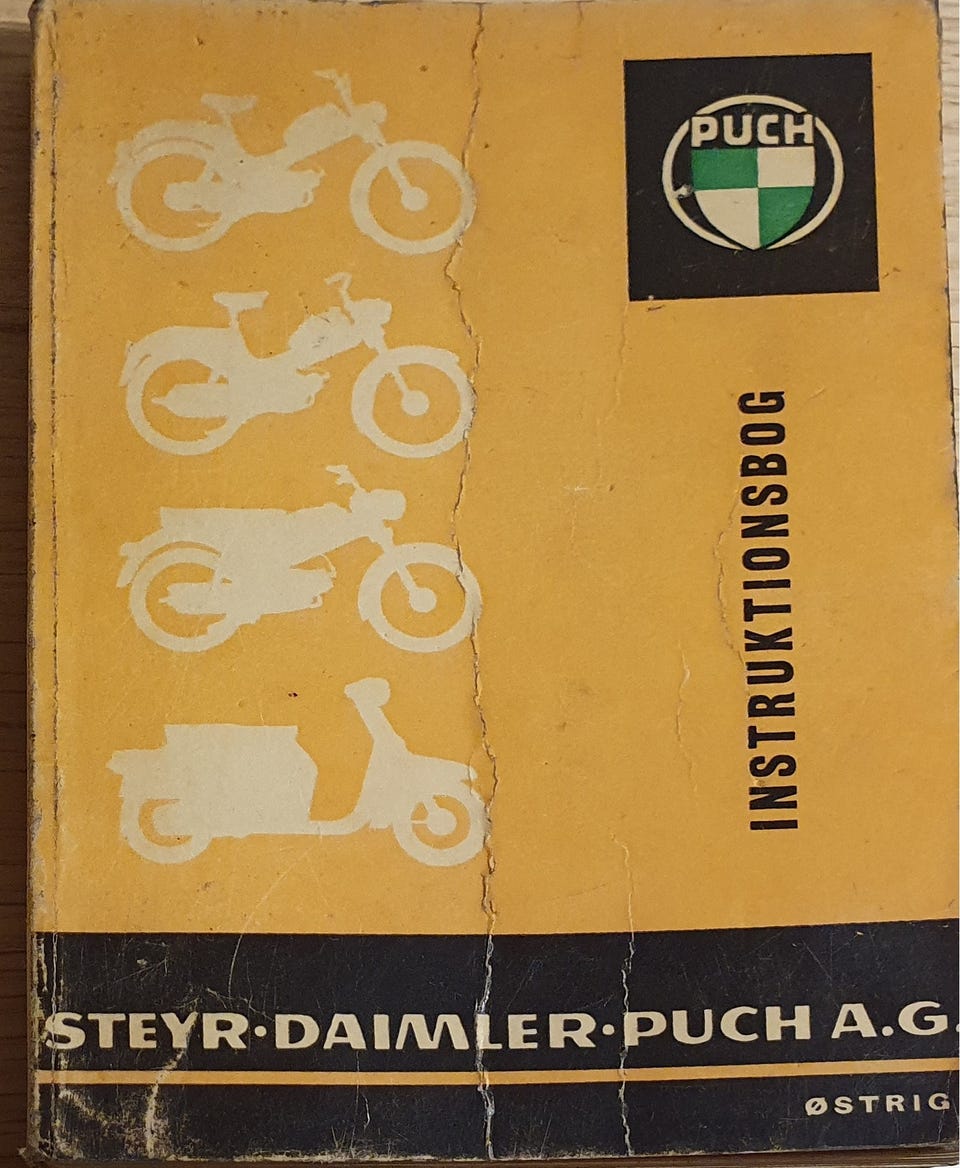 PUCH
INSTRUKTIONSBOG
STEYR·DAIMLER·PUCH A.G.
ØSTRIG